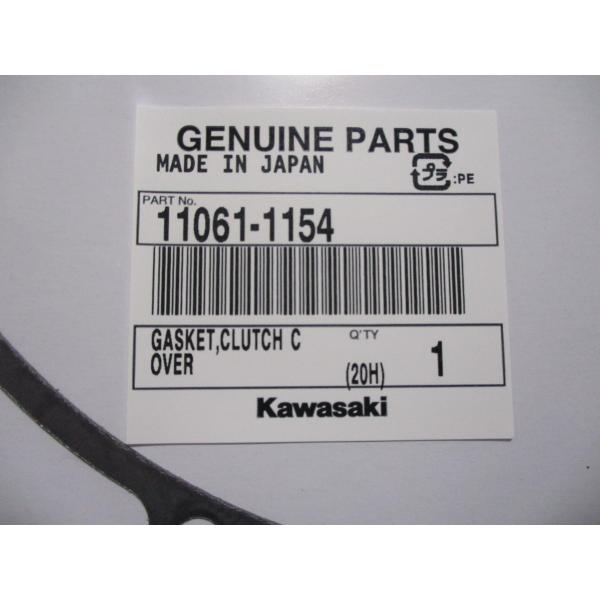 GENUINE PARTS
MADE IN JAPAN
プラ :PE
PART No.
11061-1154
GASKET,CLUTCH C Q'TY
OVER (20H) 1
Kawasaki